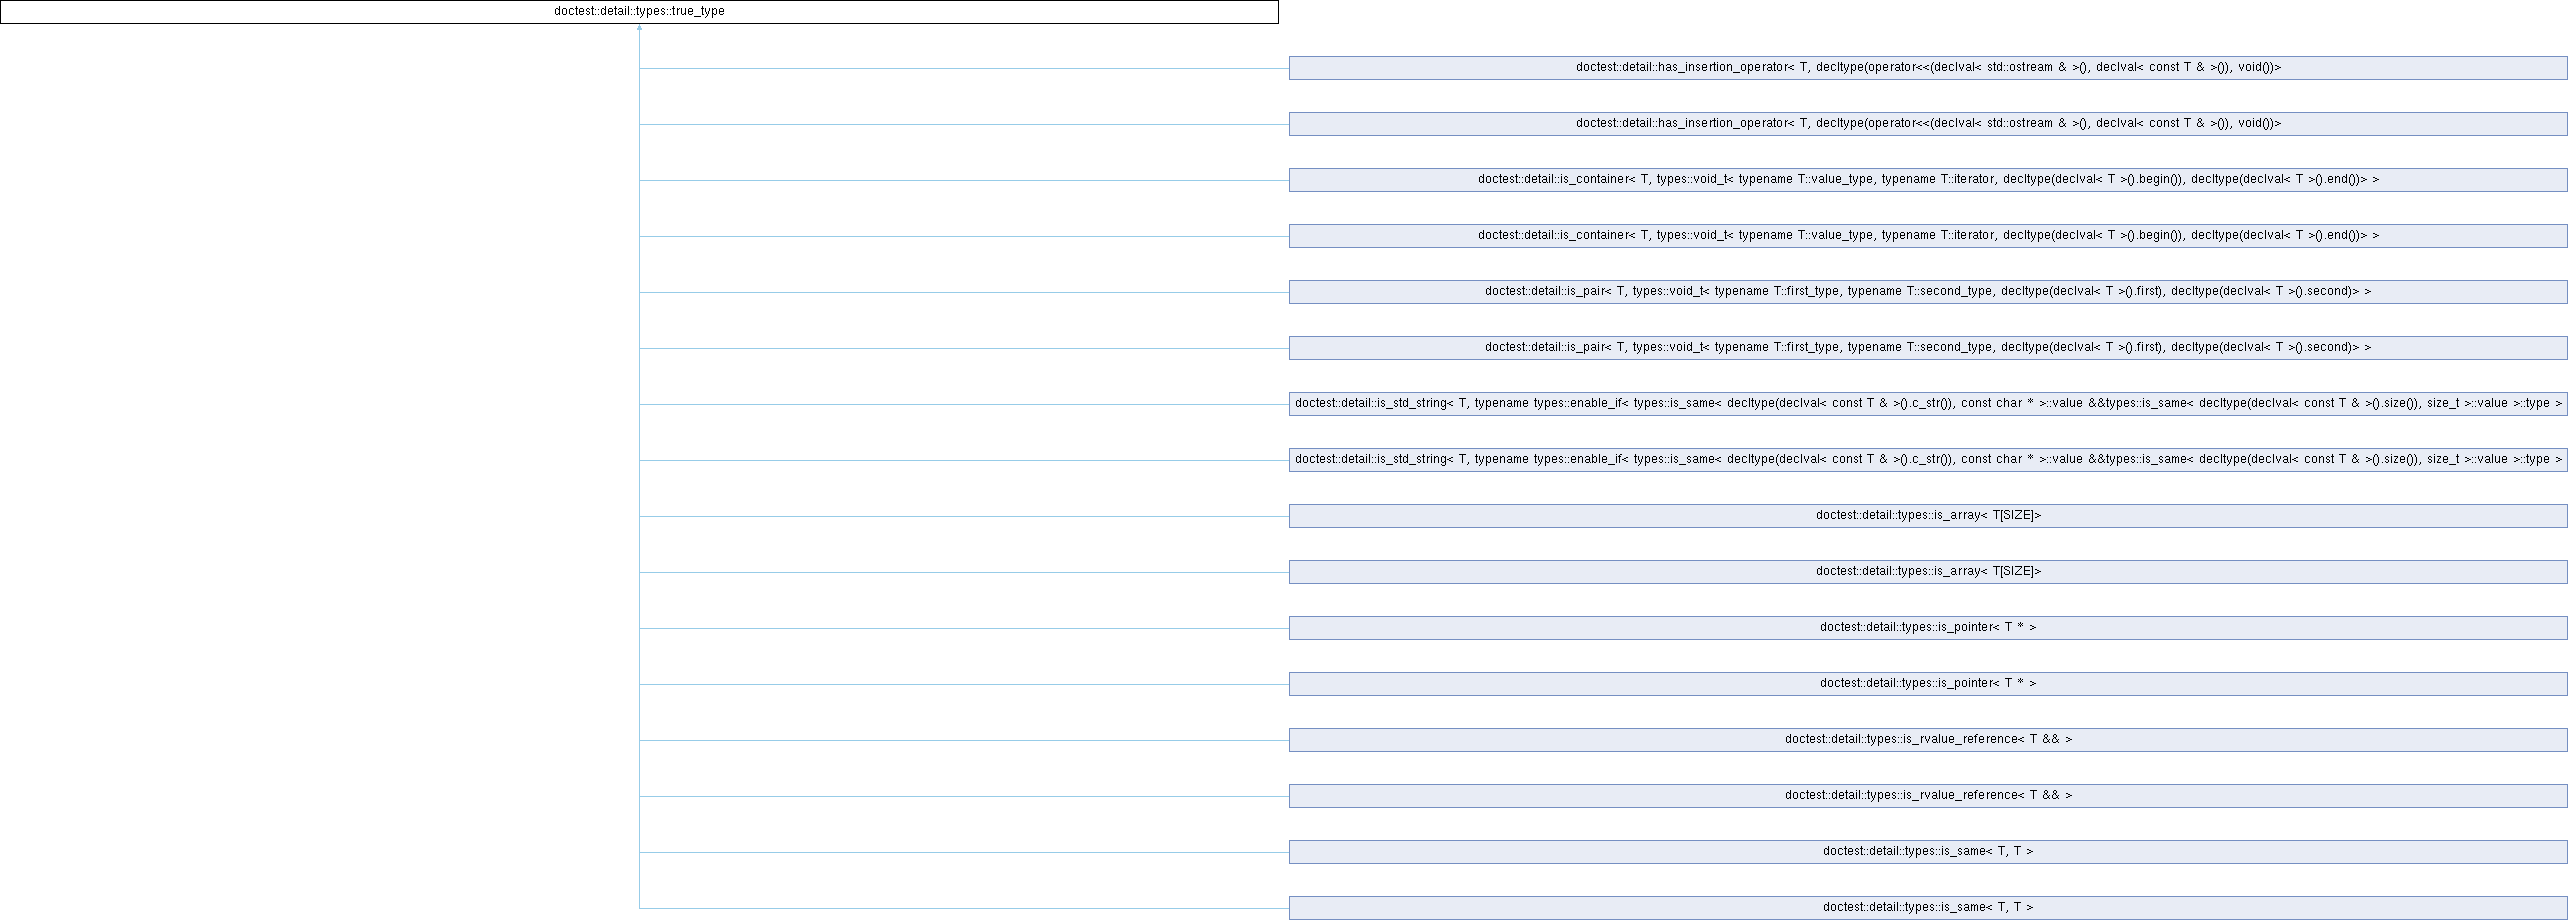 doctest::detail::types::true_type
doctest::detail::has_insertion_operator< T, decltype(operator<<(declval< std::ostream & >(), declval< const T & >()), void())>
doctest::detail::has_insertion_operator< T, decltype(operator<<(declval< std::ostream & >(), declval< const T & >()), void())>
doctest::detail::is_container< T, types::void_t< typename T::value_type, typename T::iterator, decltype(declval< T >().begin()), decltype(declval< T >().end())> >
doctest::detail::is_container< T, types::void_t< typename T::value_type, typename T::iterator, decltype(declval< T >().begin()), decltype(declval< T >().end())> >
doctest::detail::is_pair< T, types::void_t< typename T::first_type, typename T::second_type, decltype(declval< T >().first), decltype(declval< T >().second)> >
doctest::detail::is_pair< T, types::void_t< typename T::first_type, typename T::second_type, decltype(declval< T >().first), decltype(declval< T >().second)> >
doctest::detail::is_std_string< T, typename types::enable_if< types::is_same< decltype(declval< const T & >().c_str()), const char * >::value &&types::is_same< decltype(declval< const T & >().size()), size_t >::value >::type >
doctest::detail::is_std_string< T, typename types::enable_if< types::is_same< decltype(declval< const T & >().c_str()), const char * >::value &&types::is_same< decltype(declval< const T & >().size()), size_t >::value >::type >
doctest::detail::types::is_array< T[SIZE]>
doctest::detail::types::is_array< T[SIZE]>
doctest::detail::types::is_pointer< T * >
doctest::detail::types::is_pointer< T * >
doctest::detail::types::is_rvalue_reference< T && >
doctest::detail::types::is_rvalue_reference< T && >
doctest::detail::types::is_same< T, T >
doctest::detail::types::is_same< T, T >